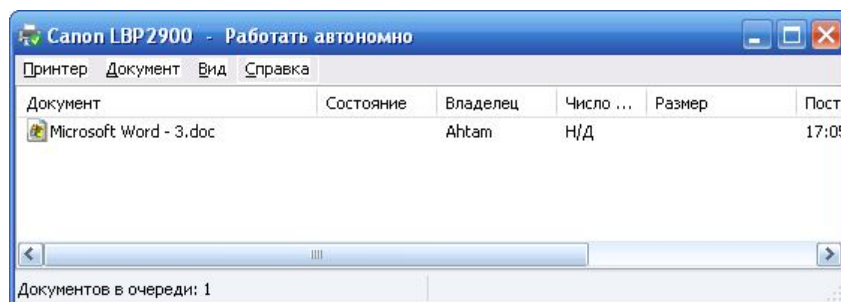 Canon LBP2900 - Работать автономно
Принтер Документ Вид Справка
Документ Состояние Владелец Число ... Размер Пост
Microsoft Word - 3.doc Ahtam Н/Д 17:05
Документов в очереди: 1